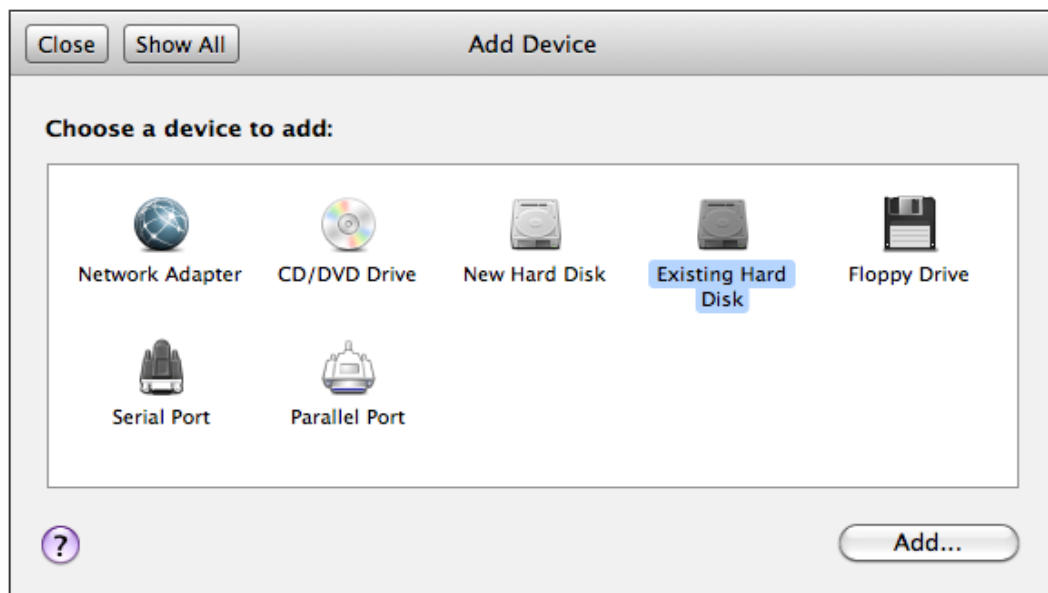 Close Show All Add Device
Choose a device to add:
Network Adapter CD/DVD Drive New Hard Disk Existing Hard Disk Floppy Drive
Serial Port Parallel Port
? Add...